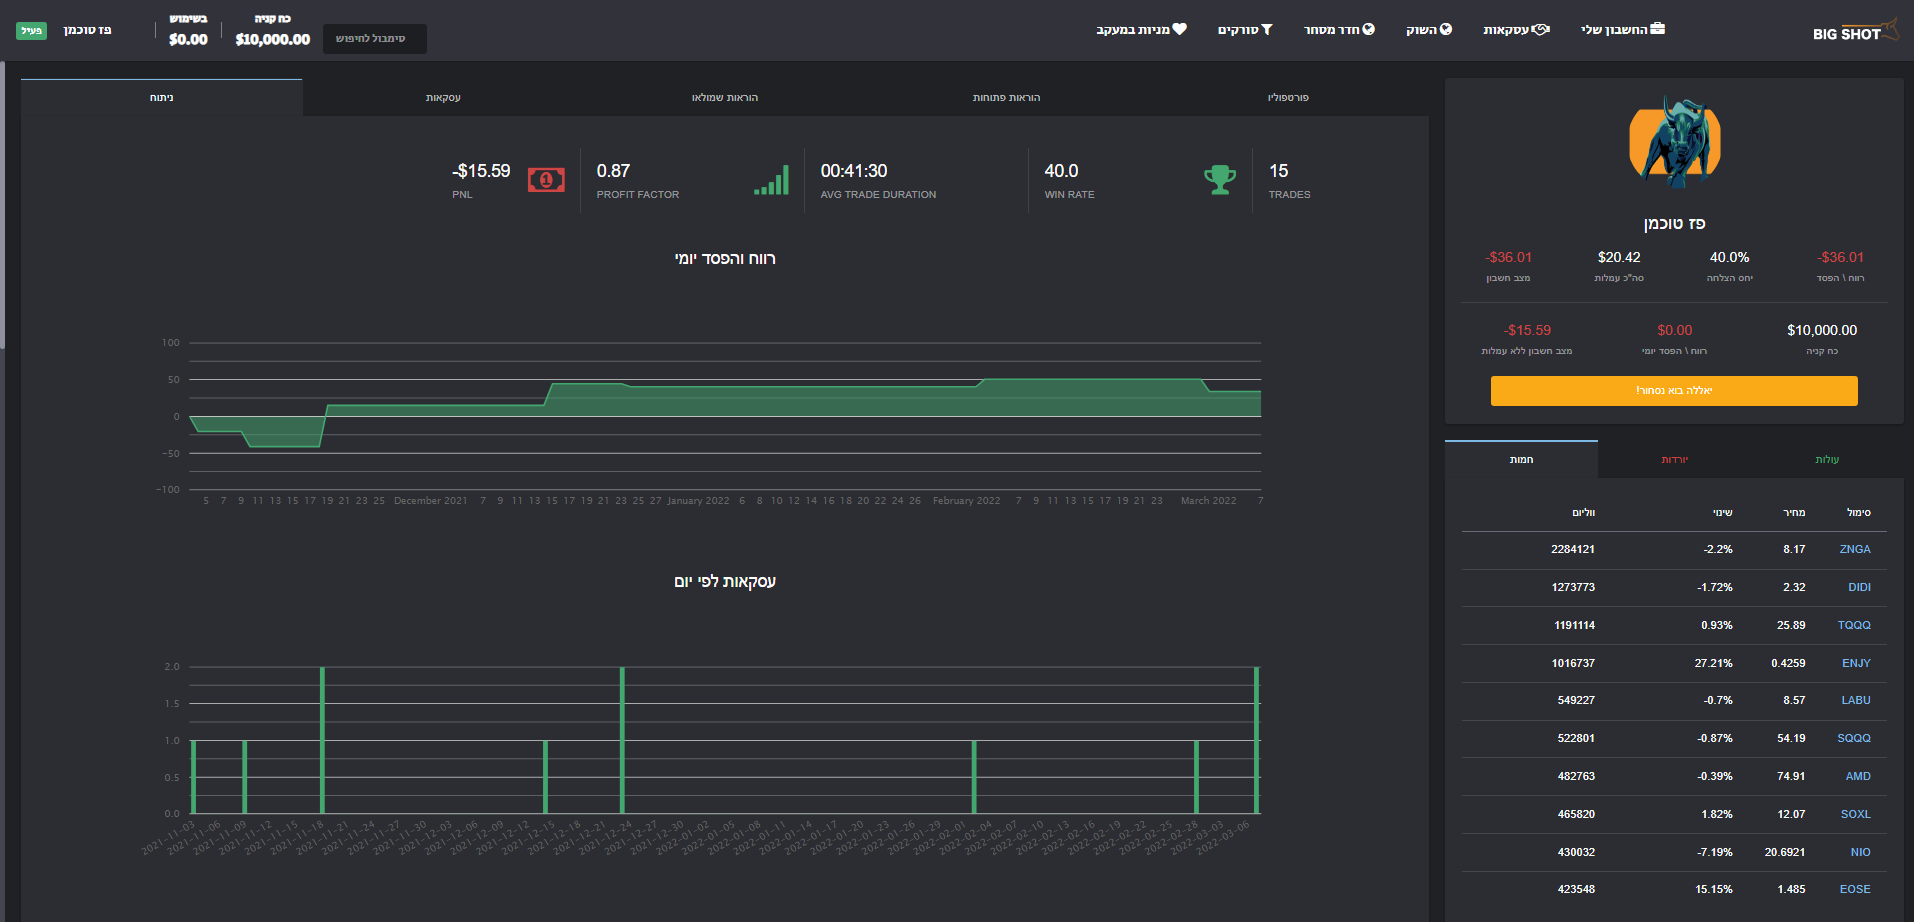 BIG SHOT
החשבון שלי
עסקאות
השוק
חדר מסחר
סורקים
מניות במעקב
סימבול לחיפוש
כח קניה
$10,000.00
בשימוש
$0.00
פז טוכמן
פעיל
פז טוכמן
-$36.01
רווח \ הפסד
40.0%
יחס הצלחה
$20.42
סה"כ עמלות
-$36.01
מצב חשבון
$10,000.00
כח קניה
$0.00
רווח \ הפסד יומי
-$15.59
מצב חשבון ללא עמלות
יאללה בוא נסחור!
עולות
יורדות
חמות
סימול מחיר שינוי ווליום
ZNGA 8.17 -2.2% 2284121
DIDI 2.32 -1.72% 1273773
TQQQ 25.89 0.93% 1191114
ENJY 0.4259 27.21% 1016737
LABU 8.57 -0.7% 549227
SQQQ 54.19 -0.87% 522801
AMD 74.91 -0.39% 482763
SOXL 12.07 1.82% 465820
NIO 20.6921 -7.19% 430032
EOSE 1.485 15.15% 423548
פורטפוליו
הוראות פתוחות
הוראות שמולאו
עסקאות
ניתוח
-$15.59
PNL
0.87
PROFIT FACTOR
00:41:30
AVG TRADE DURATION
40.0
WIN RATE
15
TRADES
רווח והפסד יומי
100
50
0
−50
−100
5 7 9 11 13 15 17 19 21 23 25 December 2021 7 9 11 13 15 17 19 21 23 25 27 January 2022 6 8 10 12 14 16 18 20 22 24 26 February 2022 7 9 11 13 15 17 19 21 23 March 2022 7
עסקאות לפי יום
2.0
1.5
1.0
0.5
0.0
2021-11-03 2021-11-06 2021-11-09 2021-11-12 2021-11-15 2021-11-18 2021-11-21 2021-11-24 2021-11-27 2021-11-30 2021-12-03 2021-12-06 2021-12-09 2021-12-12 2021-12-15 2021-12-18 2021-12-21 2021-12-24 2021-12-27 2021-12-30 2022-01-02 2022-01-05 2022-01-08 2022-01-11 2022-01-14 2022-01-17 2022-01-20 2022-01-23 2022-01-26 2022-01-29 2022-02-01 2022-02-04 2022-02-07 2022-02-10 2022-02-13 2022-02-16 2022-02-19 2022-02-22 2022-02-25 2022-02-28 2022-03-03 2022-03-06